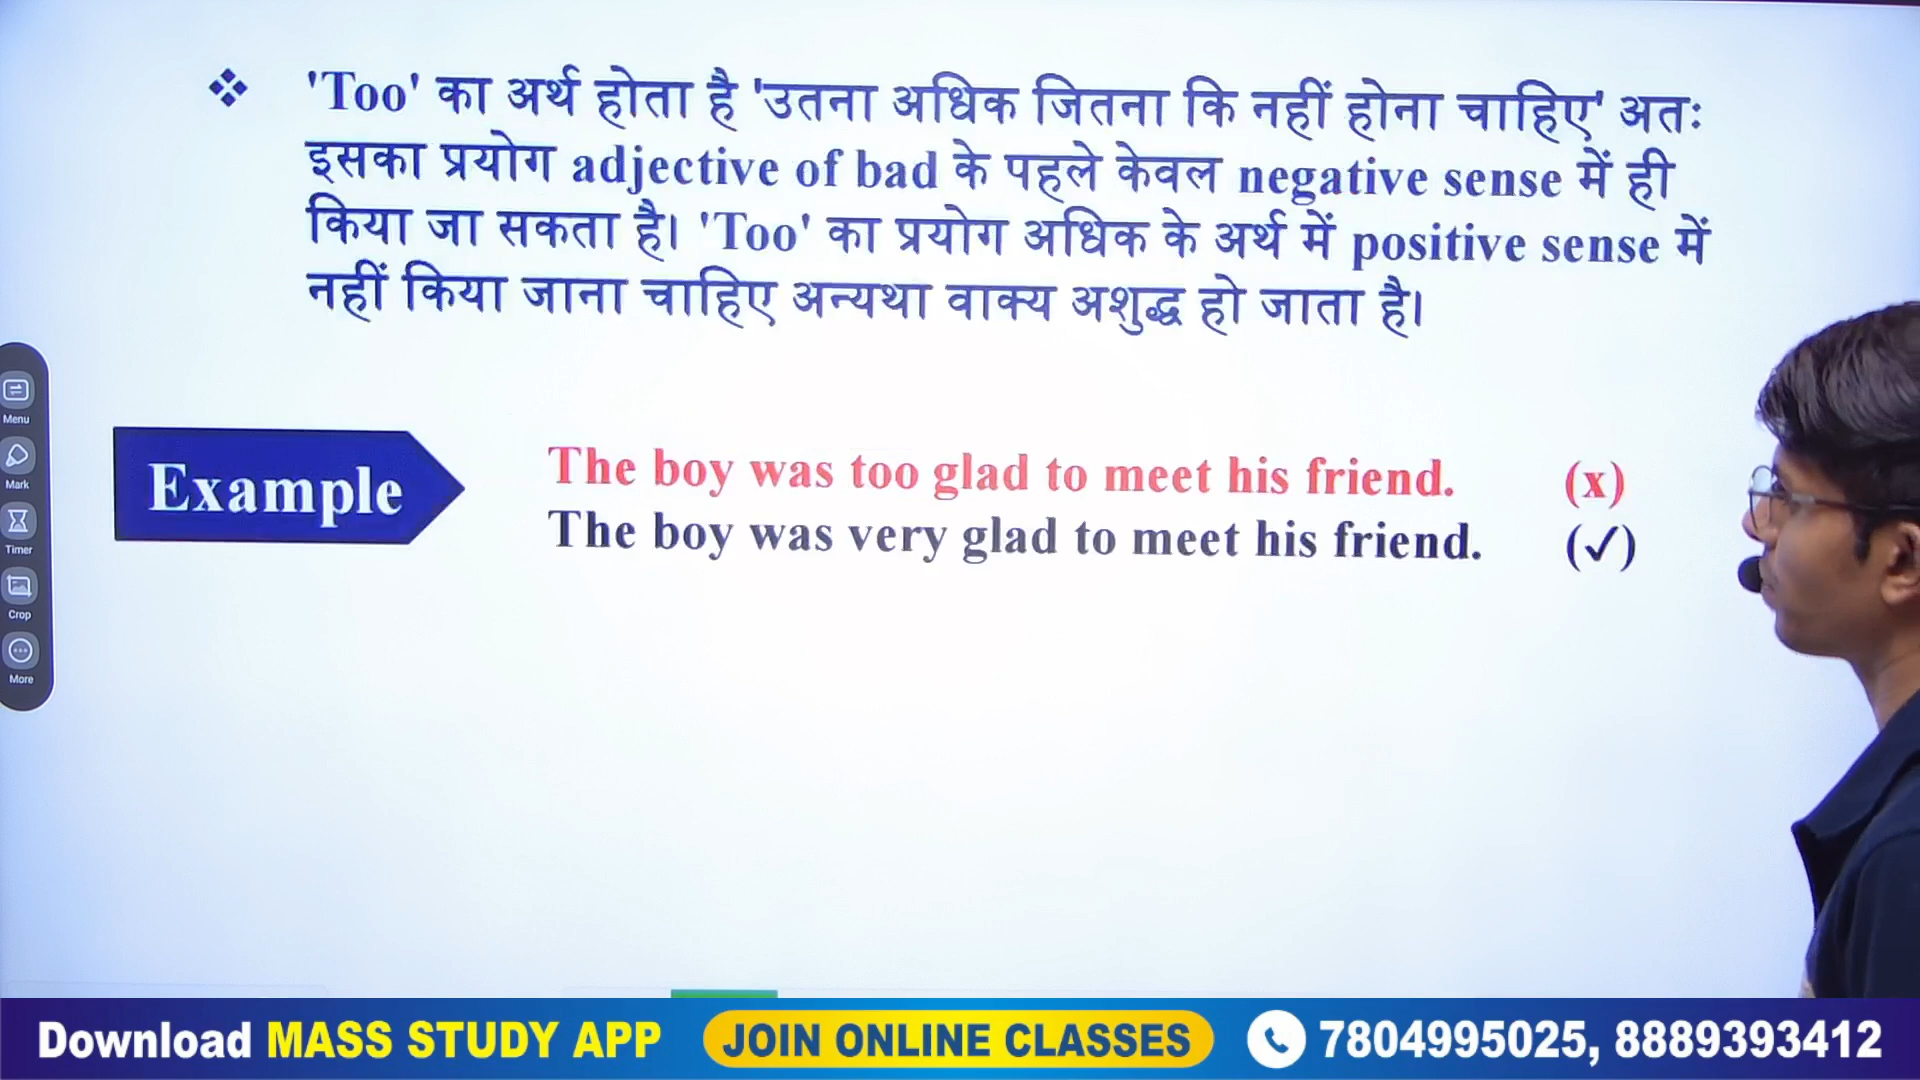 ❖ 'Too' का अर्थ होता है 'उतना अधिक जितना कि नहीं होना चाहिए' अतः
इसका प्रयोग adjective of bad के पहले केवल negative sense में ही
किया जा सकता है। 'Too' का प्रयोग अधिक के अर्थ में positive sense में
नहीं किया जाना चाहिए अन्यथा वाक्य अशुद्ध हो जाता है।
Menu
Mark
Timer
Crop
More
Example
The boy was too glad to meet his friend. (x)
The boy was very glad to meet his friend. (✓)
Download MASS STUDY APP JOIN ONLINE CLASSES 7804995025, 8889393412